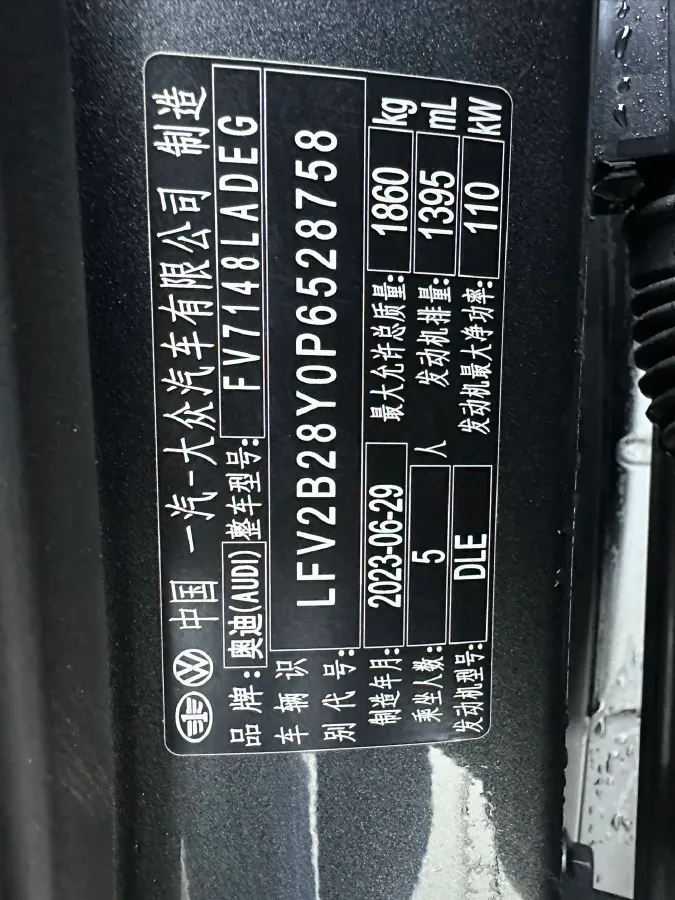 中国 一汽-大众汽车有限公司 制造
品牌: 奥迪(AUDI) 整车型号: FV7148LADEG
车辆识别代号: LFV2B28Y0P6528758
制造年月: 2023-06-29 最大允许总质量: 1860 kg
乘坐人数: 5 人 发动机排量: 1395 mL
发动机型号: DLE 发动机最大净功率: 110 kW